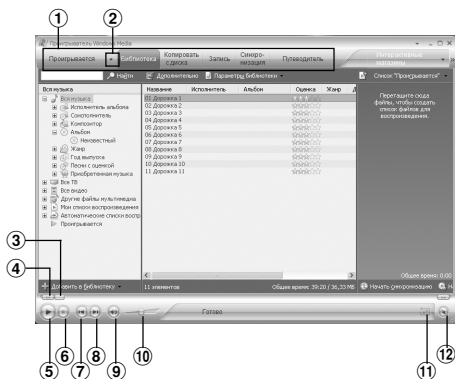 1 2
Проигрыватель Windows Media
Проигрывается Библиотека Копировать с диска Запись Синхро-низация Путеводитель Интерактивные магазины
Найти Дополнительно Параметры библиотеки Список "Проигрывается"
Вся музыка
Вся музыка
Исполнитель альбома
Соисполнитель
Композитор
Альбом
Неизвестный
Жанр
Год выпуска
Песни с оценкой
Приобретенная музыка
Все ТВ
Все видео
Другие файлы мультимедиа
Мои списки воспроизведения
Автоматические списки воспр
Проигрывается
Название Исполнитель Альбом Оценка Жанр Д
01 Дорожка 1
02 Дорожка 2
03 Дорожка 3
04 Дорожка 4
05 Дорожка 5
06 Дорожка 6
07 Дорожка 7
08 Дорожка 8
09 Дорожка 9
10 Дорожка 10
11 Дорожка 11
Перетащите сюда
файлы, чтобы создать
список файлов для
воспроизведения.
Общее время: 0:00
Добавить в библиотеку 11 элементов Общее время: 39:20 / 36,33 МБ Начать синхронизацию На
3
4
Готово
5 6 7 8 9 10 11 12